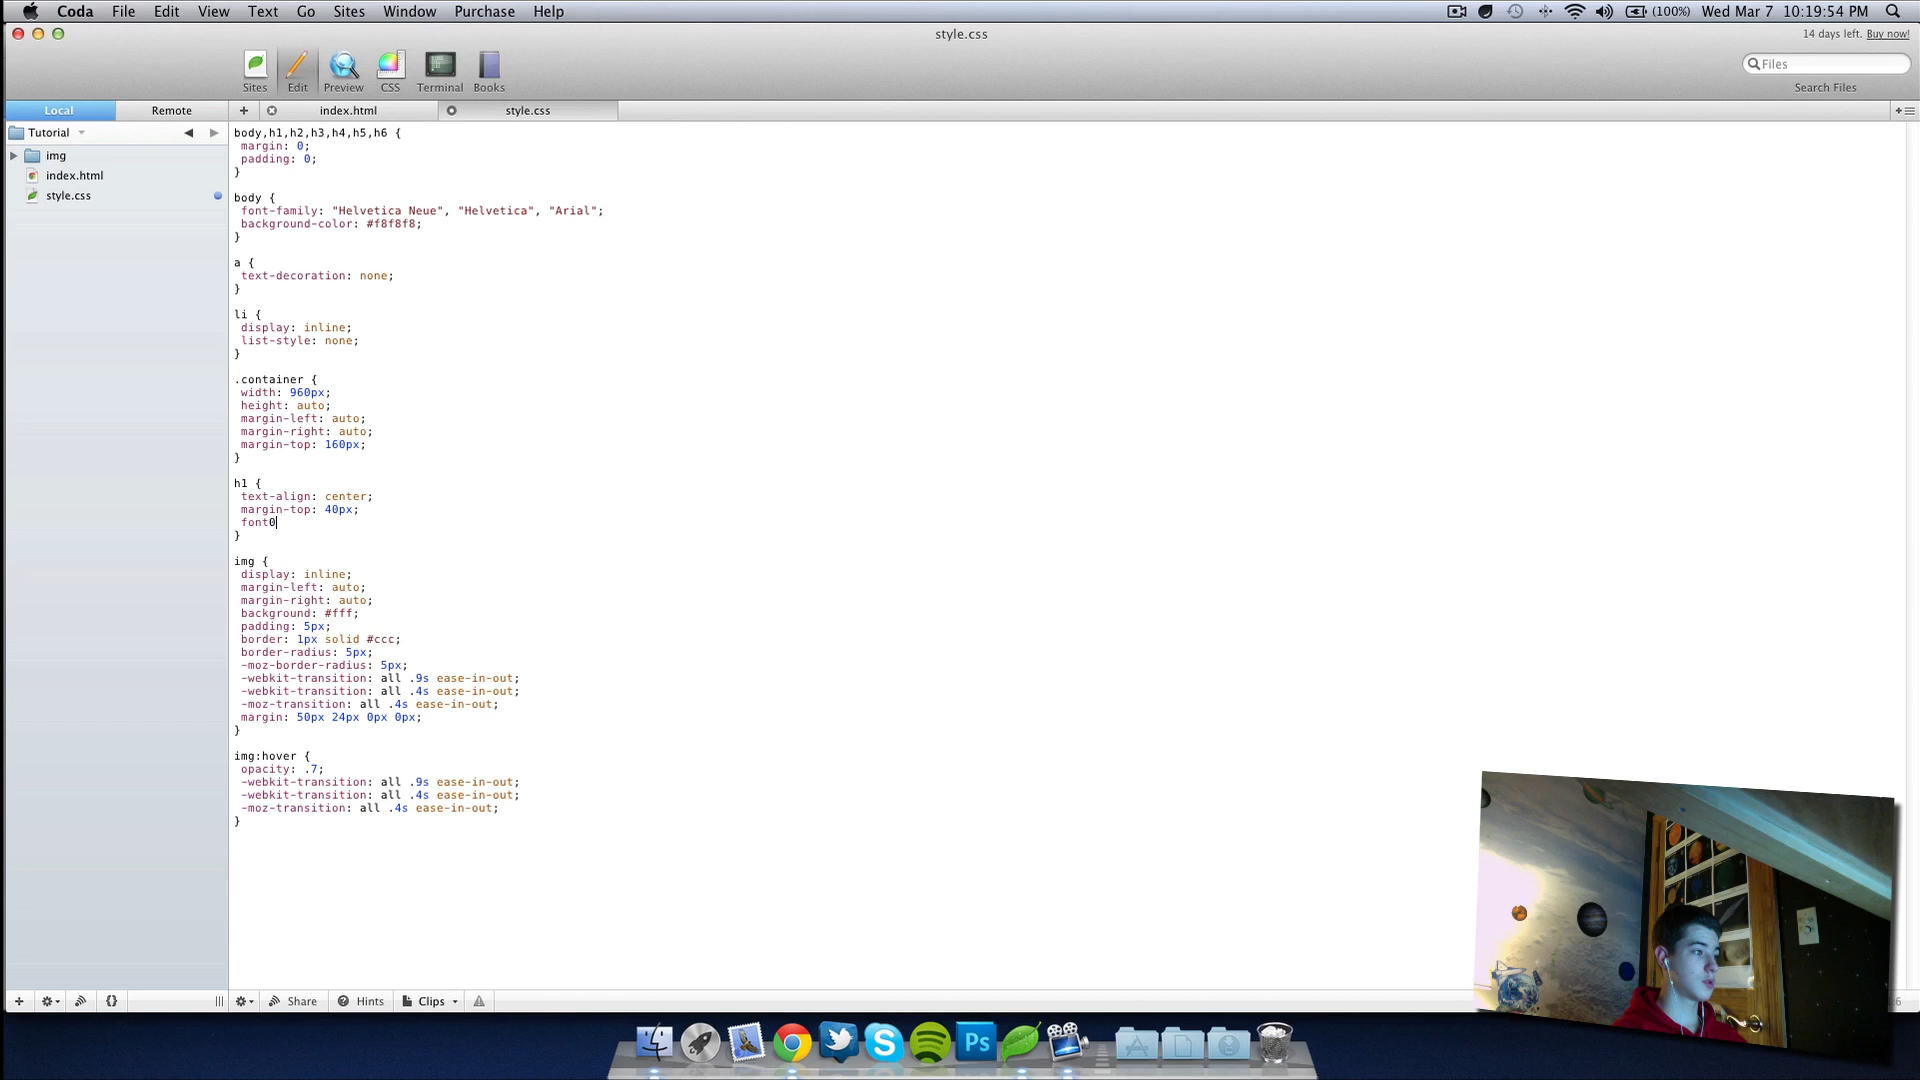 Coda File Edit View Text Go Sites Window Purchase Help
(100%) Wed Mar 7 10:19:54 PM
style.css
14 days left. Buy now!
Sites Edit Preview CSS Terminal Books
Files
Search Files
Local Remote
index.html
style.css
Tutorial
img
index.html
style.css
body,h1,h2,h3,h4,h5,h6 {
margin: 0;
padding: 0;
}
body {
font-family: "Helvetica Neue", "Helvetica", "Arial";
background-color: #f8f8f8;
}
a {
text-decoration: none;
}
li {
display: inline;
list-style: none;
}
.container {
width: 960px;
height: auto;
margin-left: auto;
margin-right: auto;
margin-top: 160px;
}
h1 {
text-align: center;
margin-top: 40px;
font0
}
img {
display: inline;
margin-left: auto;
margin-right: auto;
background: #fff;
padding: 5px;
border: 1px solid #ccc;
border-radius: 5px;
-moz-border-radius: 5px;
-webkit-transition: all .9s ease-in-out;
-webkit-transition: all .4s ease-in-out;
-moz-transition: all .4s ease-in-out;
margin: 50px 24px 0px 0px;
}
img:hover {
opacity: .7;
-webkit-transition: all .9s ease-in-out;
-webkit-transition: all .4s ease-in-out;
-moz-transition: all .4s ease-in-out;
}
Share Hints Clips
Ps